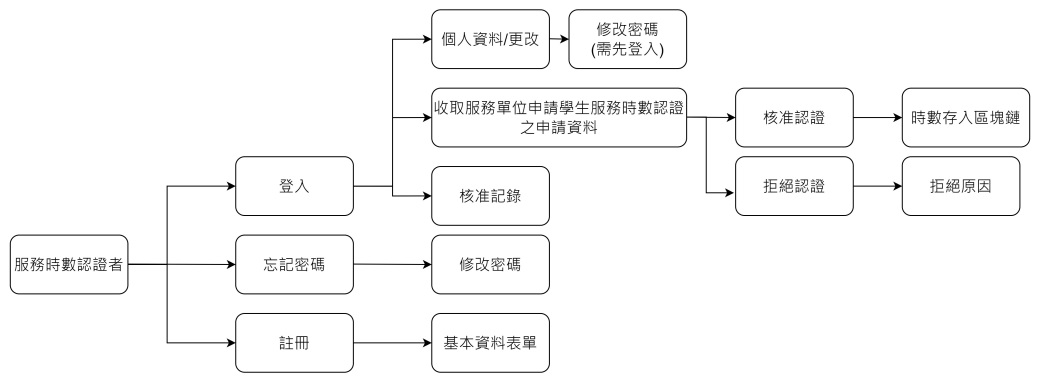 個人資料/更改
修改密碼
(需先登入)
收取服務單位申請學生服務時數認證
之申請資料
核准認證
時數存入區塊鏈
登入
拒絕認證
拒絕原因
核准記錄
服務時數認證者
忘記密碼
修改密碼
註冊
基本資料表單